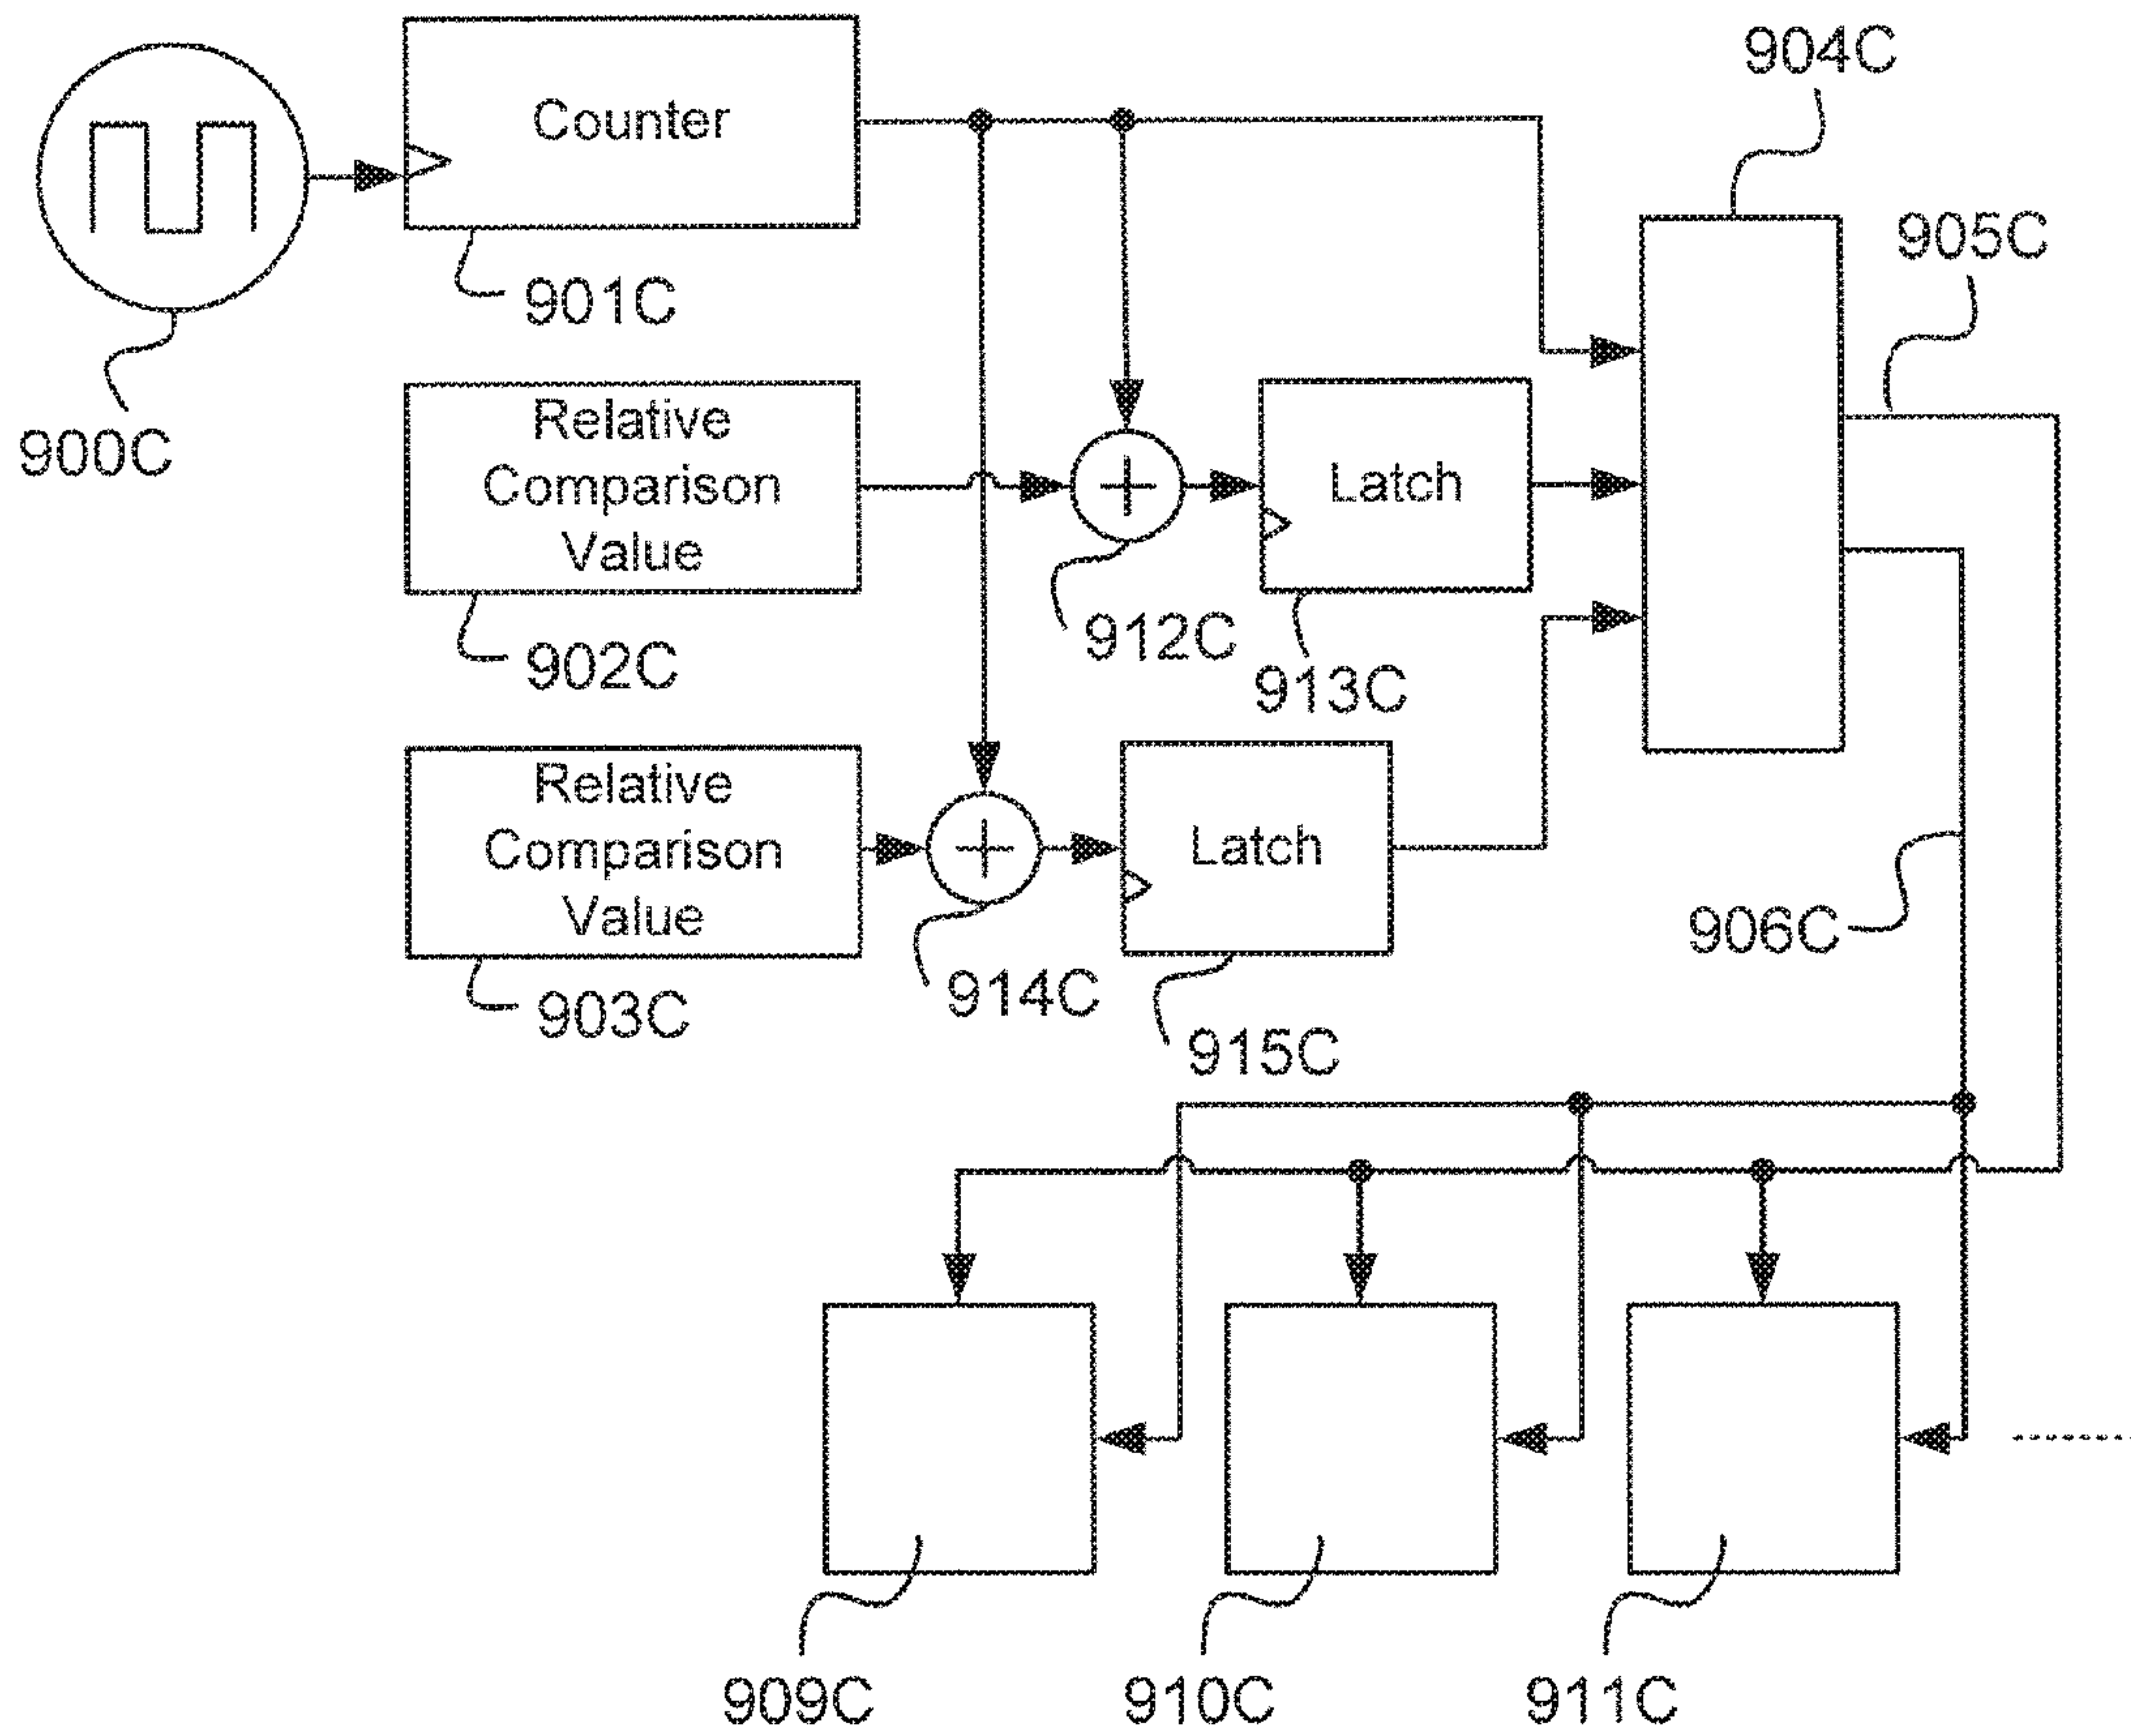 904C
Counter
905C
901C
Relative
Comparison
Value
Latch
900C
912C
902C
913C
Relative
Comparison
Value
Latch
906C
914C
903C
915C
909C
910C
911C